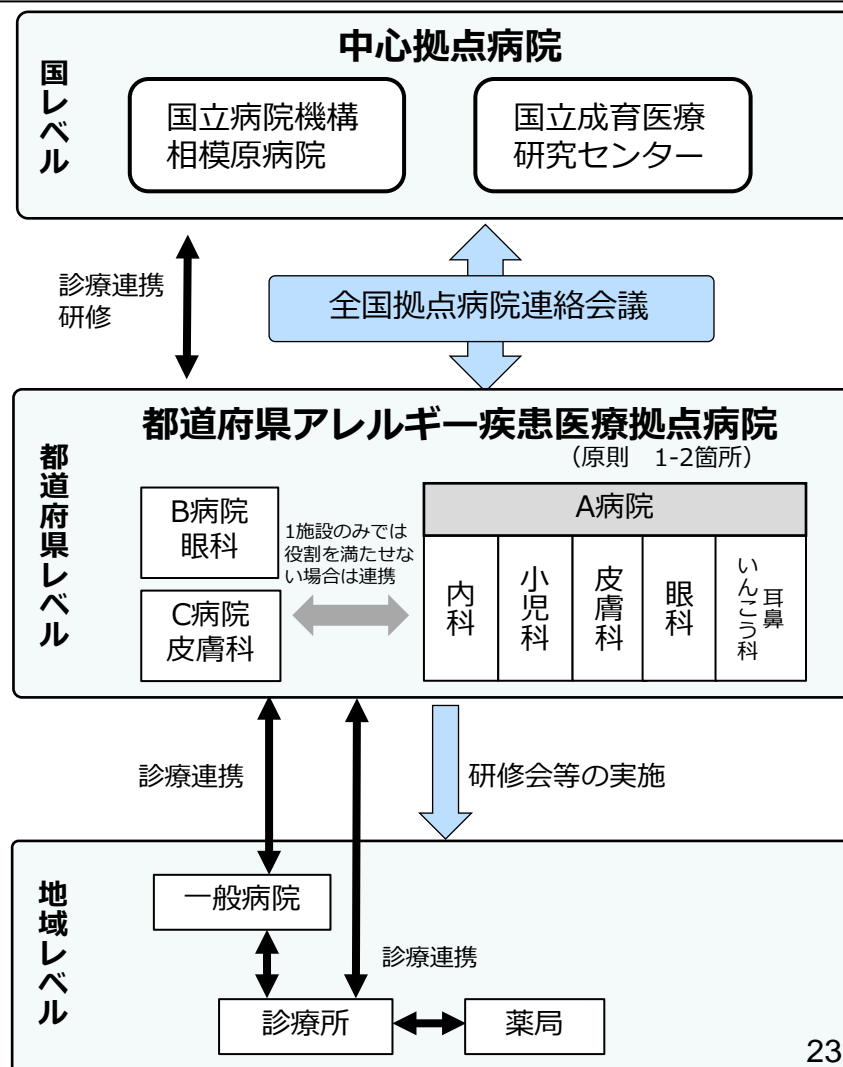 国レベル
中心拠点病院
国立病院機構
相模原病院
国立成育医療
研究センター
診療連携
研修
全国拠点病院連絡会議
都道府県レベル
都道府県アレルギー疾患医療拠点病院
（原則　1-2箇所）
B病院
眼科
C病院
皮膚科
1施設のみでは
役割を満たせな
い場合は連携
A病院
内科
小児科
皮膚科
眼科
耳鼻
いんこう科
診療連携
研修会等の実施
地域レベル
一般病院
診療連携
診療所
薬局
23